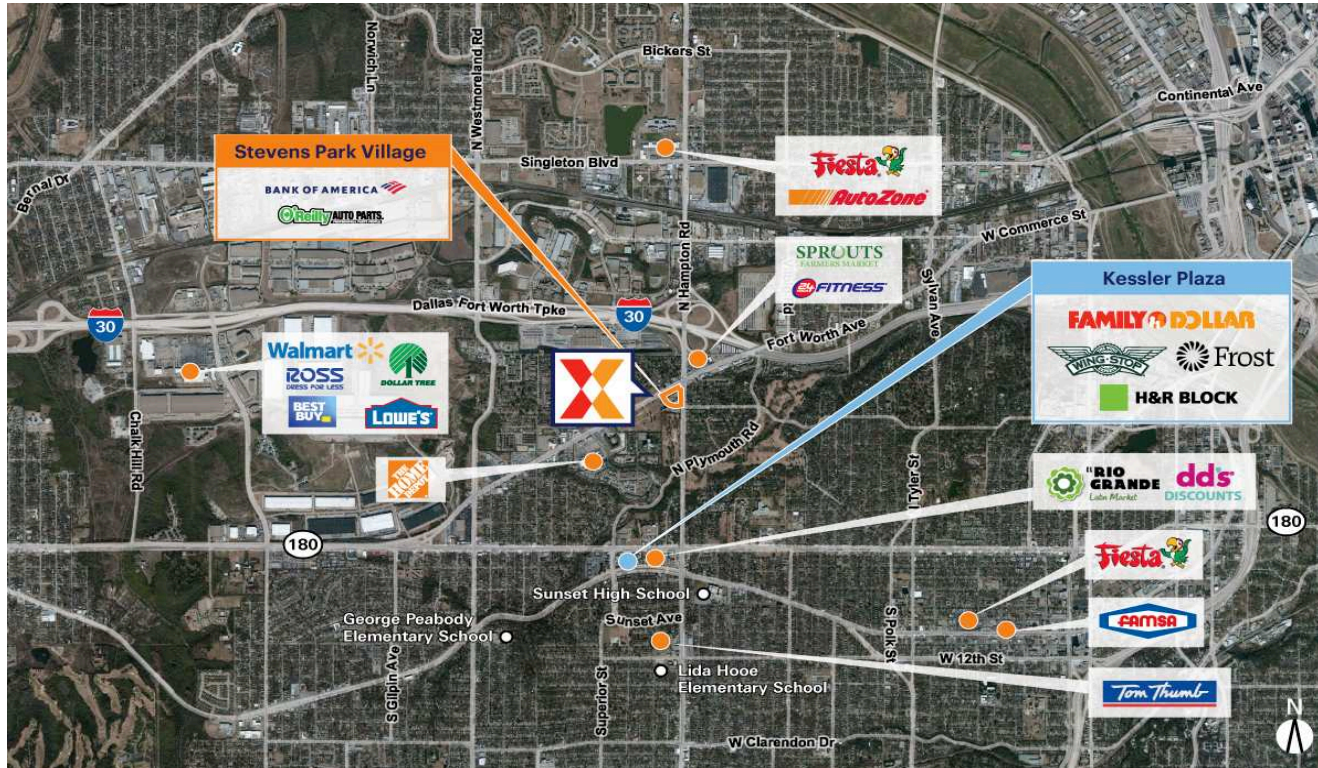 Bickers St
Norwich Ln
N Westmoreland Rd
Continental Ave
Stevens Park Village
BANK OF AMERICA
O'Reilly AUTO PARTS
Singleton Blvd
Fiesta
AutoZone
Bernal Dr
W Commerce St
SPROUTS
FARMERS MARKET
24 FITNESS
N Hampton Rd
Sylvan Ave
Kessler Plaza
FAMILY DOLLAR
WING·STOP
Frost
H&R BLOCK
Dallas Fort Worth Tpke
30
30
Fort Worth Ave
Walmart
DOLLAR TREE
ROSS
DRESS FOR LESS
BEST
BUY
LOWE'S
X
Chalk Hill Rd
THE
HOME
DEPOT
N Plymouth Rd
N Tyler St
EL RIO
GRANDE
Latin Market
dd's
DISCOUNTS
180
180
Fiesta
Sunset High School
George Peabody
Elementary School
Sunset Ave
FAMSA
S Polk St
W 12th St
Lida Hooe
Elementary School
S Gilpin Ave
Superior St
Tom Thumb
W Clarendon Dr
N